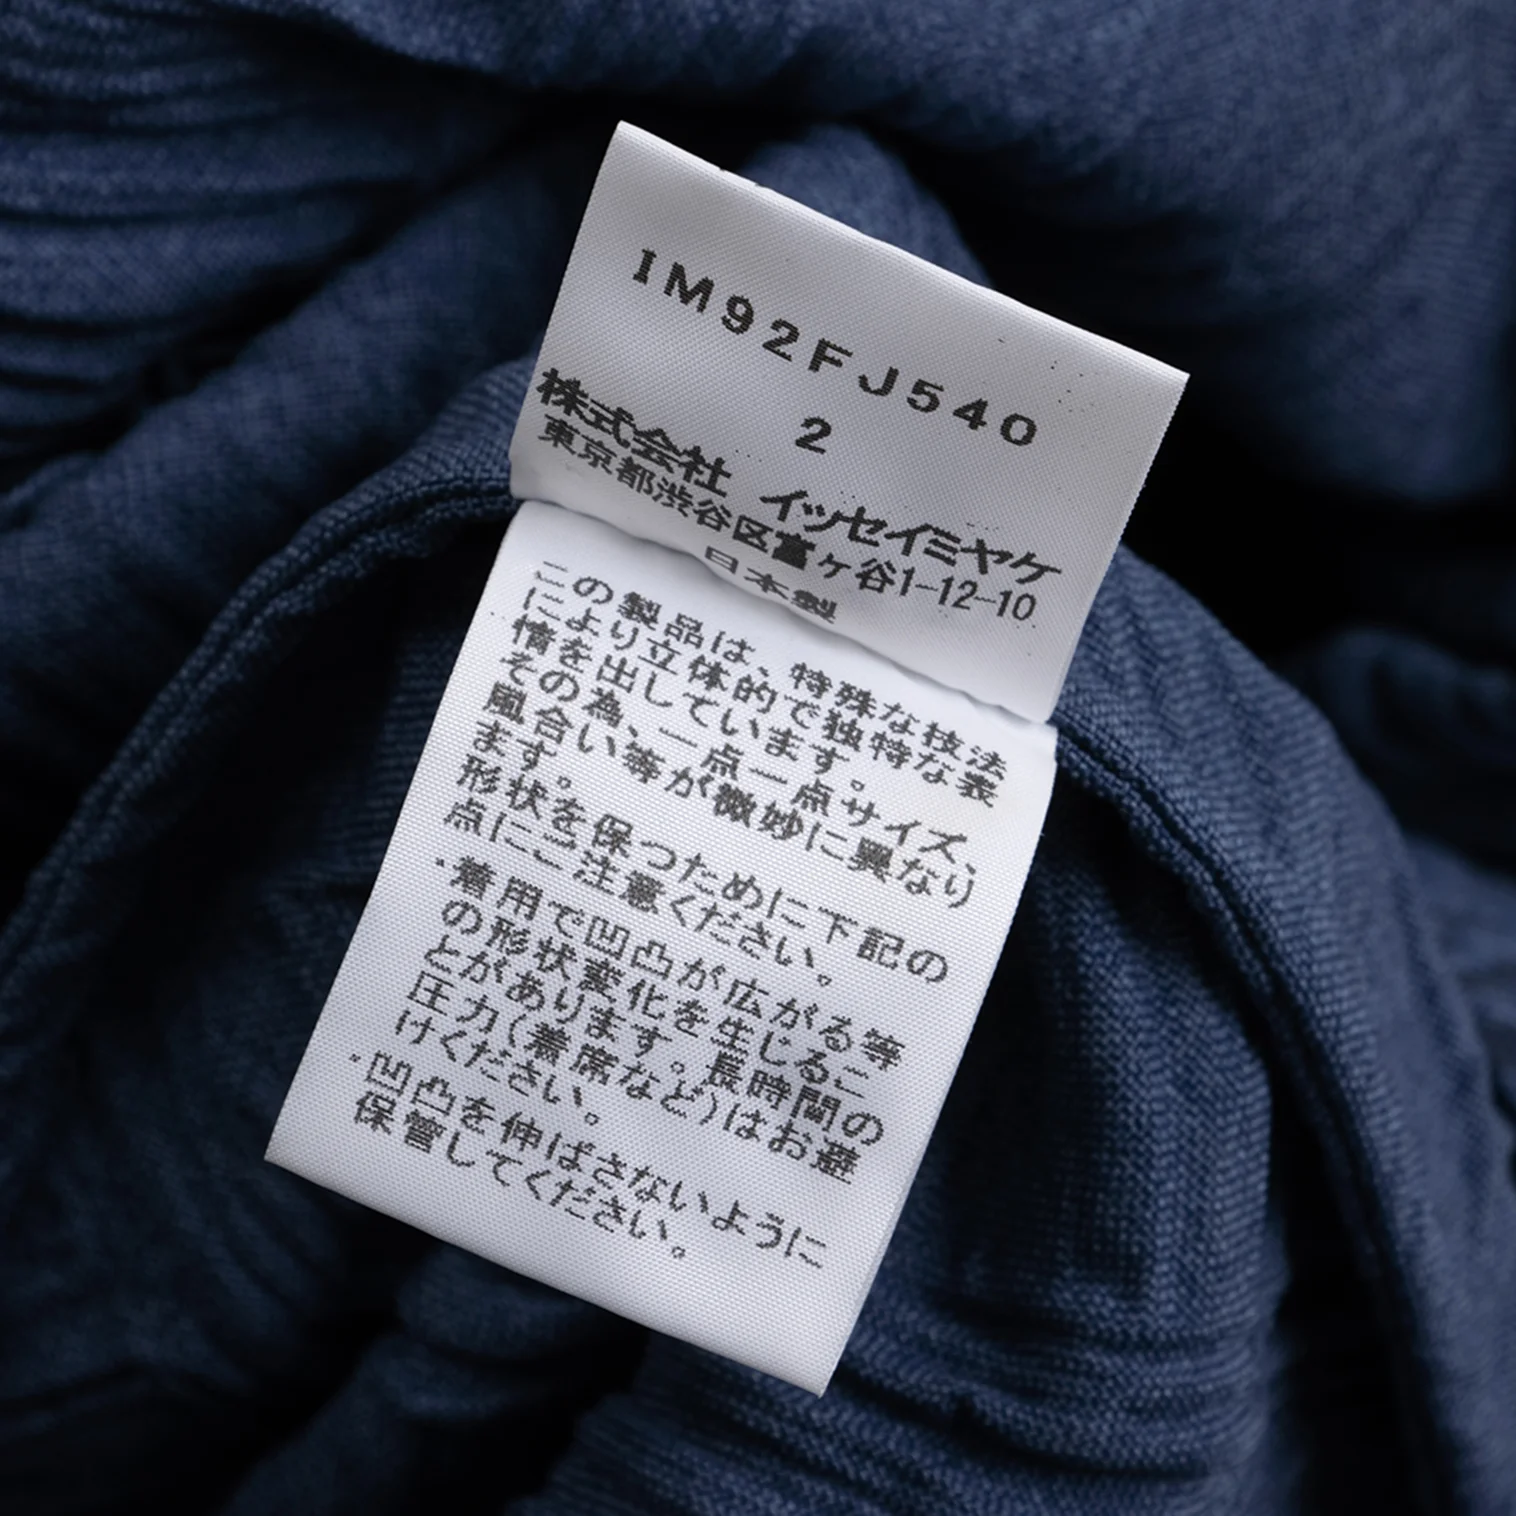 IM92FJ540
2
株式会社 イッセイミヤケ
東京都渋谷区富ヶ谷1-12-10
日本製
この製品は、特殊な技法
により立体的で独特な表
情を出しています。
その為、一点一点サイズ、
風合い等が微妙に異なり
ます。
形状を保つために下記の
点にご注意ください。
・着用で凹凸が広がる等
の形状変化を生じるこ
とがあります。長時間の
圧力(着席など)はお避
けください。
・凹凸を伸ばさないように
保管してください。